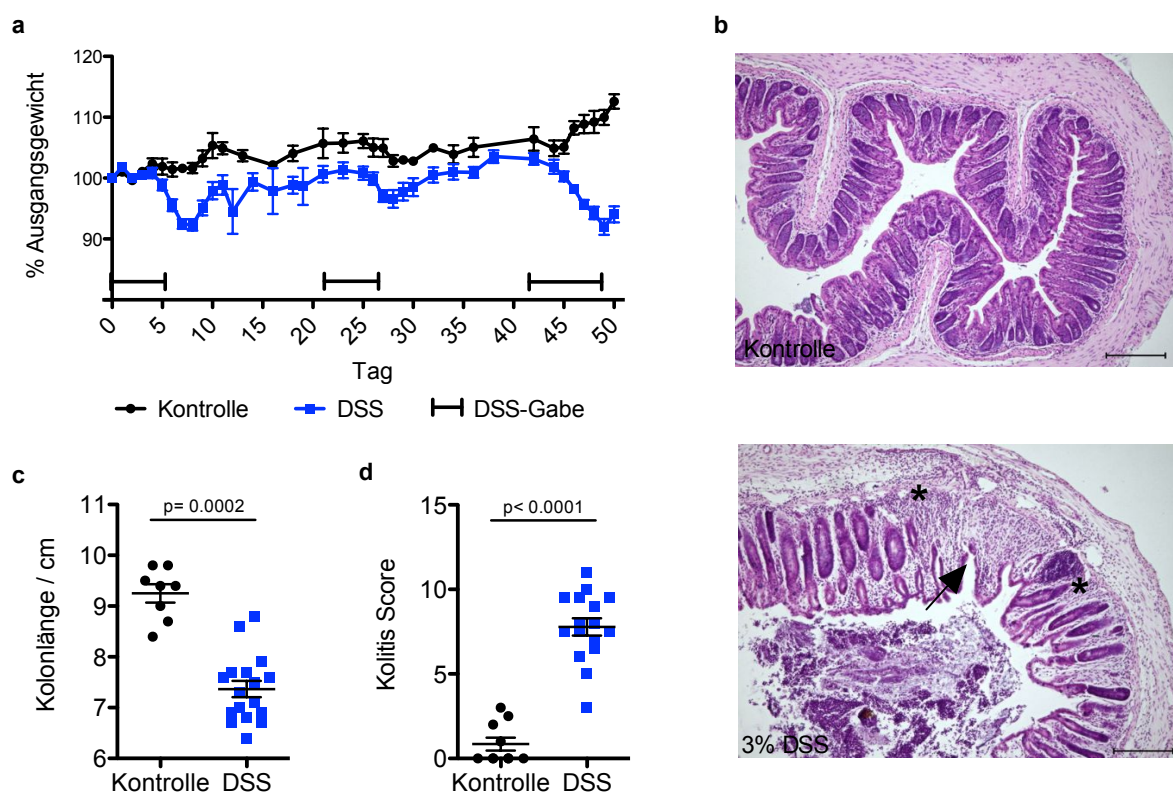 a
120
110
100
90
% Ausgangsgewicht
0 5 10 15 20 25 30 35 40 45 50
Tag
Kontrolle DSS DSS-Gabe
b
Kontrolle
*
*
3% DSS
c
p= 0.0002
11
10
9
8
7
6
Kolonlänge / cm
Kontrolle DSS
d
p< 0.0001
15
10
5
0
Kolitis Score
Kontrolle DSS